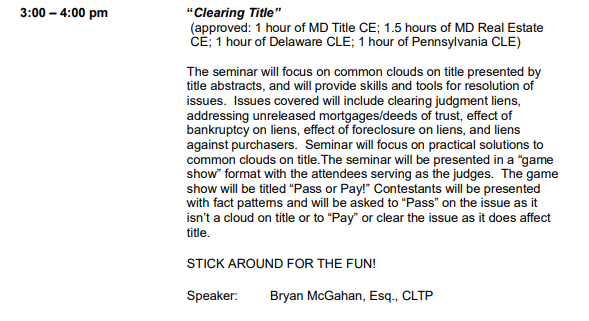 3:00 – 4:00 pm “Clearing Title”
(approved: 1 hour of MD Title CE; 1.5 hours of MD Real Estate
CE; 1 hour of Delaware CLE; 1 hour of Pennsylvania CLE)
The seminar will focus on common clouds on title presented by
title abstracts, and will provide skills and tools for resolution of
issues.  Issues covered will include clearing judgment liens,
addressing unreleased mortgages/deeds of trust, effect of
bankruptcy on liens, effect of foreclosure on liens, and liens
against purchasers.  Seminar will focus on practical solutions to
common clouds on title.The seminar will be presented in a “game
show” format with the attendees serving as the judges.  The game
show will be titled “Pass or Pay!” Contestants will be presented
with fact patterns and will be asked to “Pass” on the issue as it
isn’t a cloud on title or to “Pay” or clear the issue as it does affect
title.
STICK AROUND FOR THE FUN!
Speaker: Bryan McGahan, Esq., CLTP